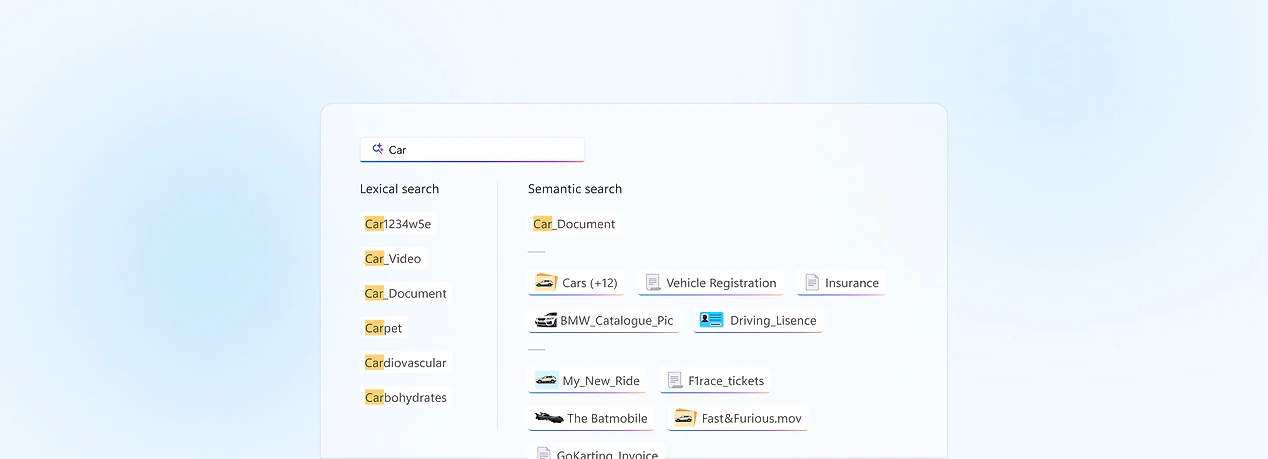 Car
Lexical search
Car1234w5e
Car_Video
Car_Document
Carpet
Cardiovascular
Carbohydrates
Semantic search
Car_Document
Cars (+12) Vehicle Registration Insurance
BMW_Catalogue_Pic Driving_Lisence
My_New_Ride F1race_tickets
The Batmobile Fast&Furious.mov
GoKarting_Invoice